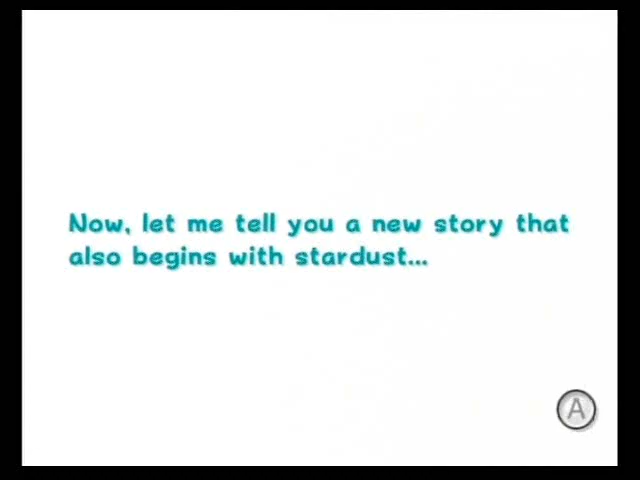 Now, let me tell you a new story that
also begins with stardust...
A